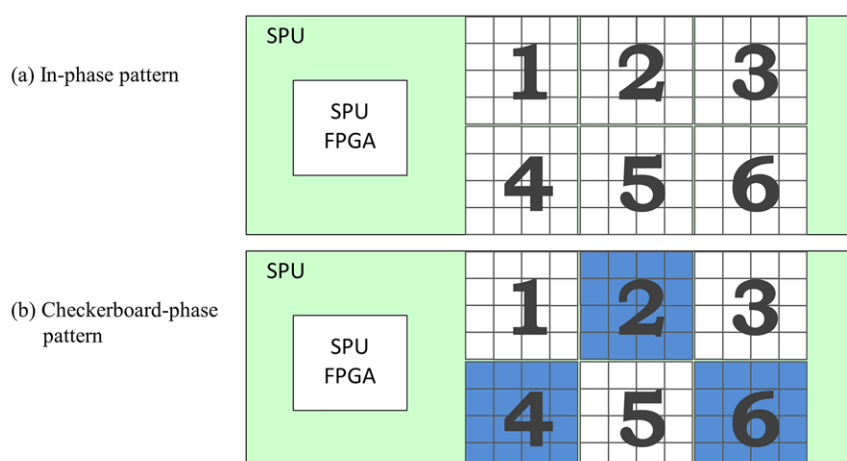 (a) In-phase pattern
SPU
SPU
FPGA
1 2 3
4 5 6
(b) Checkerboard-phase
pattern
SPU
SPU
FPGA
1 2 3
4 5 6